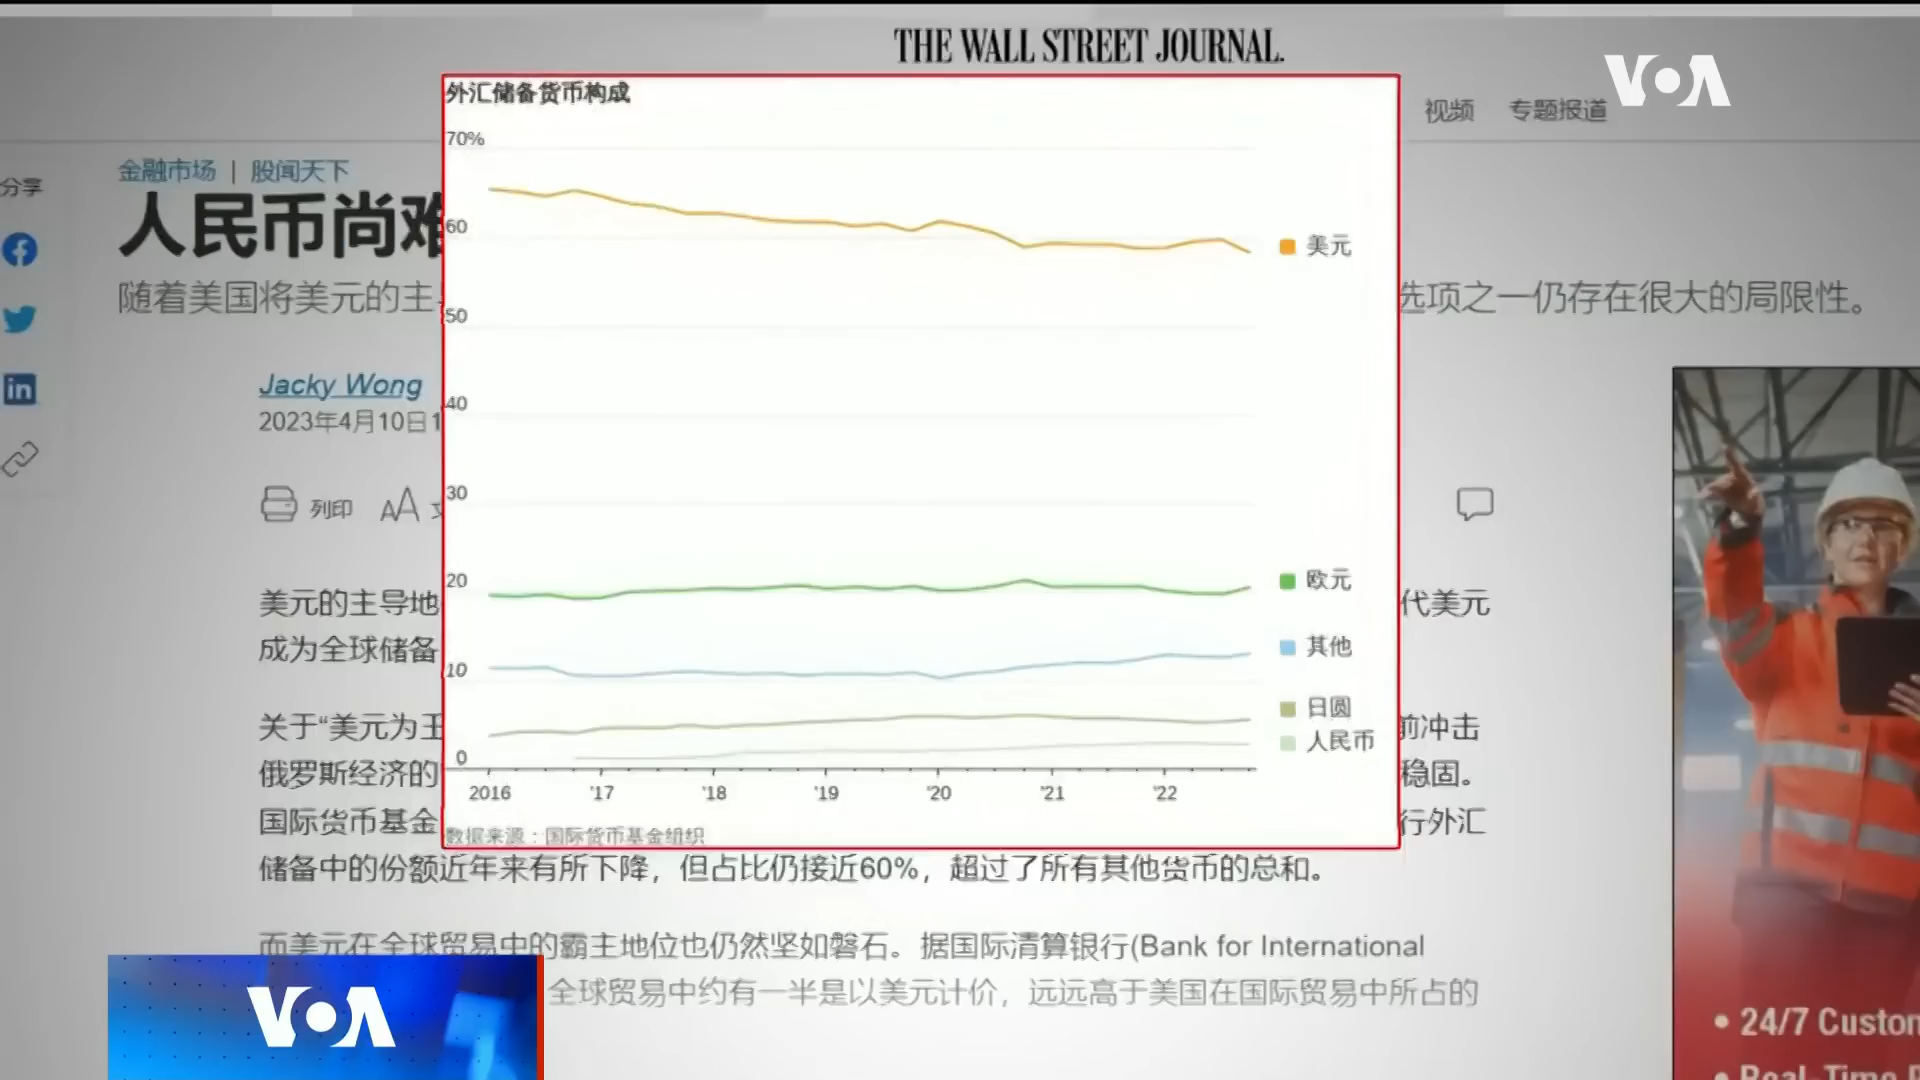 THE WALL STREET JOURNAL.
VOA
视频 专题报道
分享
金融市场 | 股闻天下
人民币尚难
随着美国将美元的主
选项之一仍存在很大的局限性。
Jacky Wong
2023年4月10日1
列印 AA
外汇储备货币构成
70%
60
50
40
30
20
10
0
美元
欧元
其他
日圆
人民币
2016 '17 '18 '19 '20 '21 '22
数据来源：国际货币基金组织
美元的主导地
代美元
成为全球储备
关于“美元为王
前冲击
俄罗斯经济的
稳固。
国际货币基金
行外汇
储备中的份额近年来有所下降，但占比仍接近60%，超过了所有其他货币的总和。
而美元在全球贸易中的霸主地位也仍然坚如磐石。据国际清算银行(Bank for International
全球贸易中约有一半是以美元计价，远远高于美国在国际贸易中所占的
VOA
• 24/7 Custom
• Real-Time